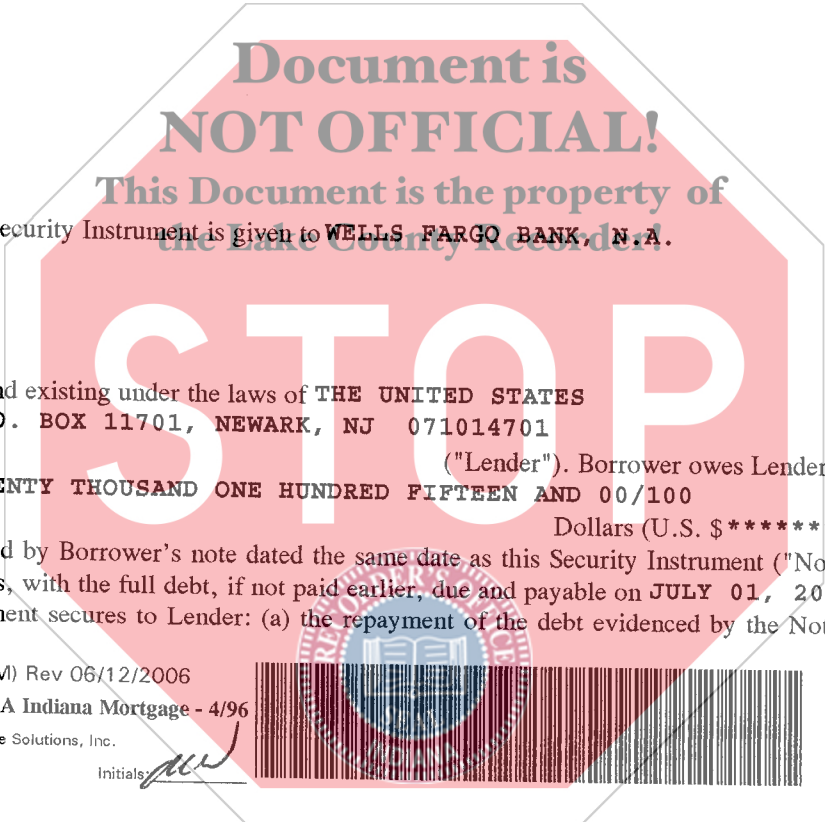 Document is
NOT OFFICIAL!
This Document is the property of
the Lake County Recorder!
ecurity Instrument is given to WELLS FARGO BANK, N.A.
STOP
d existing under the laws of THE UNITED STATES
. BOX 11701, NEWARK, NJ 071014701
("Lender"). Borrower owes Lender
ENTY THOUSAND ONE HUNDRED FIFTEEN AND 00/100
Dollars (U.S. $******
d by Borrower's note dated the same date as this Security Instrument ("No
s, with the full debt, if not paid earlier, due and payable on JULY 01, 20
ent secures to Lender: (a) the repayment of the debt evidenced by the Not
RECORDER'S OFFICE
SEAL
INDIANA
) Rev 06/12/2006
A Indiana Mortgage - 4/96
e Solutions, Inc.
Initials: